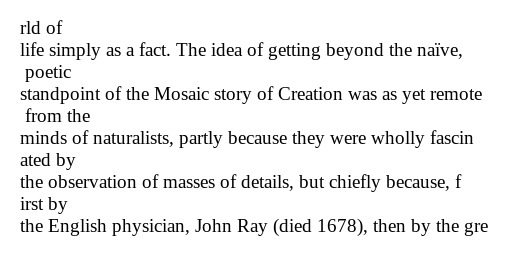 rld of
life simply as a fact. The idea of getting beyond the naïve,
poetic
standpoint of the Mosaic story of Creation was as yet remote
from the
minds of naturalists, partly because they were wholly fascin
ated by
the observation of masses of details, but chiefly because, f
irst by
the English physician, John Ray (died 1678), then by the gre